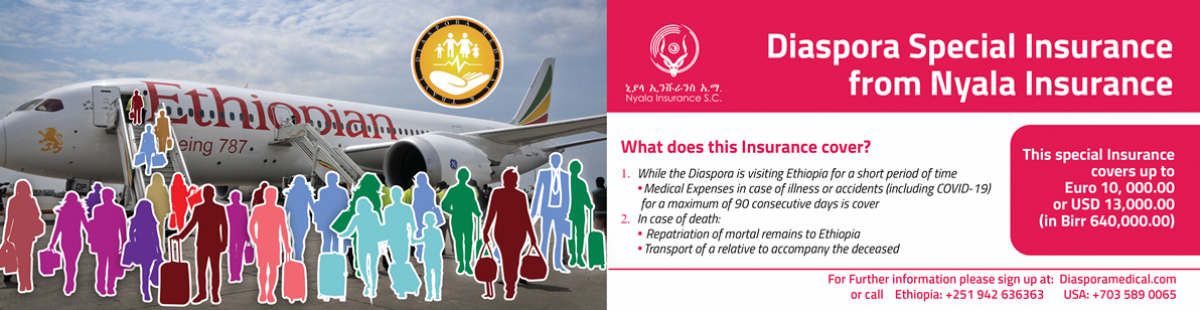 DIASPORA MEDICAL
Ethiopian
eing 787
ኒያላ ኢንሹራንስ አ.ማ.
Nyala Insurance S.C.
Diaspora Special Insurance
from Nyala Insurance
What does this Insurance cover?
1. While the Diaspora is visiting Ethiopia for a short period of time
• Medical Expenses in case of illness or accidents (including COVID-19)
for a maximum of 90 consecutive days is cover
2. In case of death:
• Repatriation of mortal remains to Ethiopia
• Transport of a relative to accompany the deceased
This special Insurance
covers up to
Euro 10, 000.00
or USD 13,000.00
(in Birr 640,000.00)
For Further information please sign up at: Diasporamedical.com
or call Ethiopia: +251 942 636363 USA: +703 589 0065